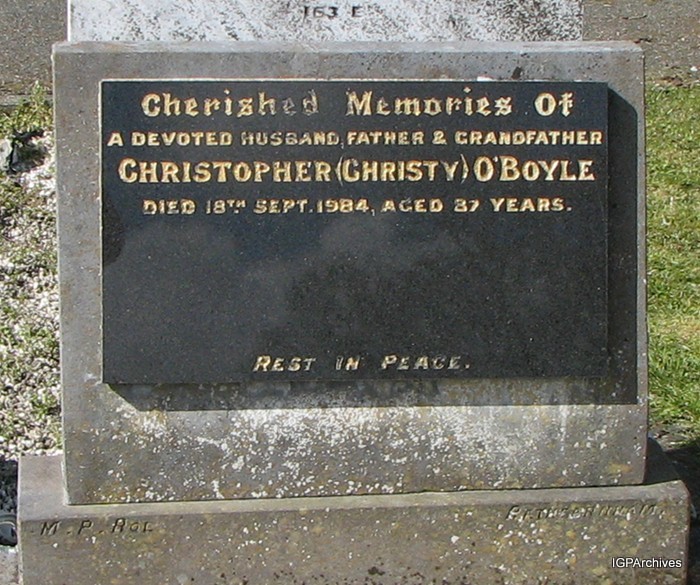 163 E
Cherished Memories Of
A DEVOTED HUSBAND, FATHER & GRANDFATHER
CHRISTOPHER (CHRISTY) O'BOYLE
DIED 18TH SEPT. 1984, AGED 87 YEARS.
REST IN PEACE.
M. P.
IGPArchives